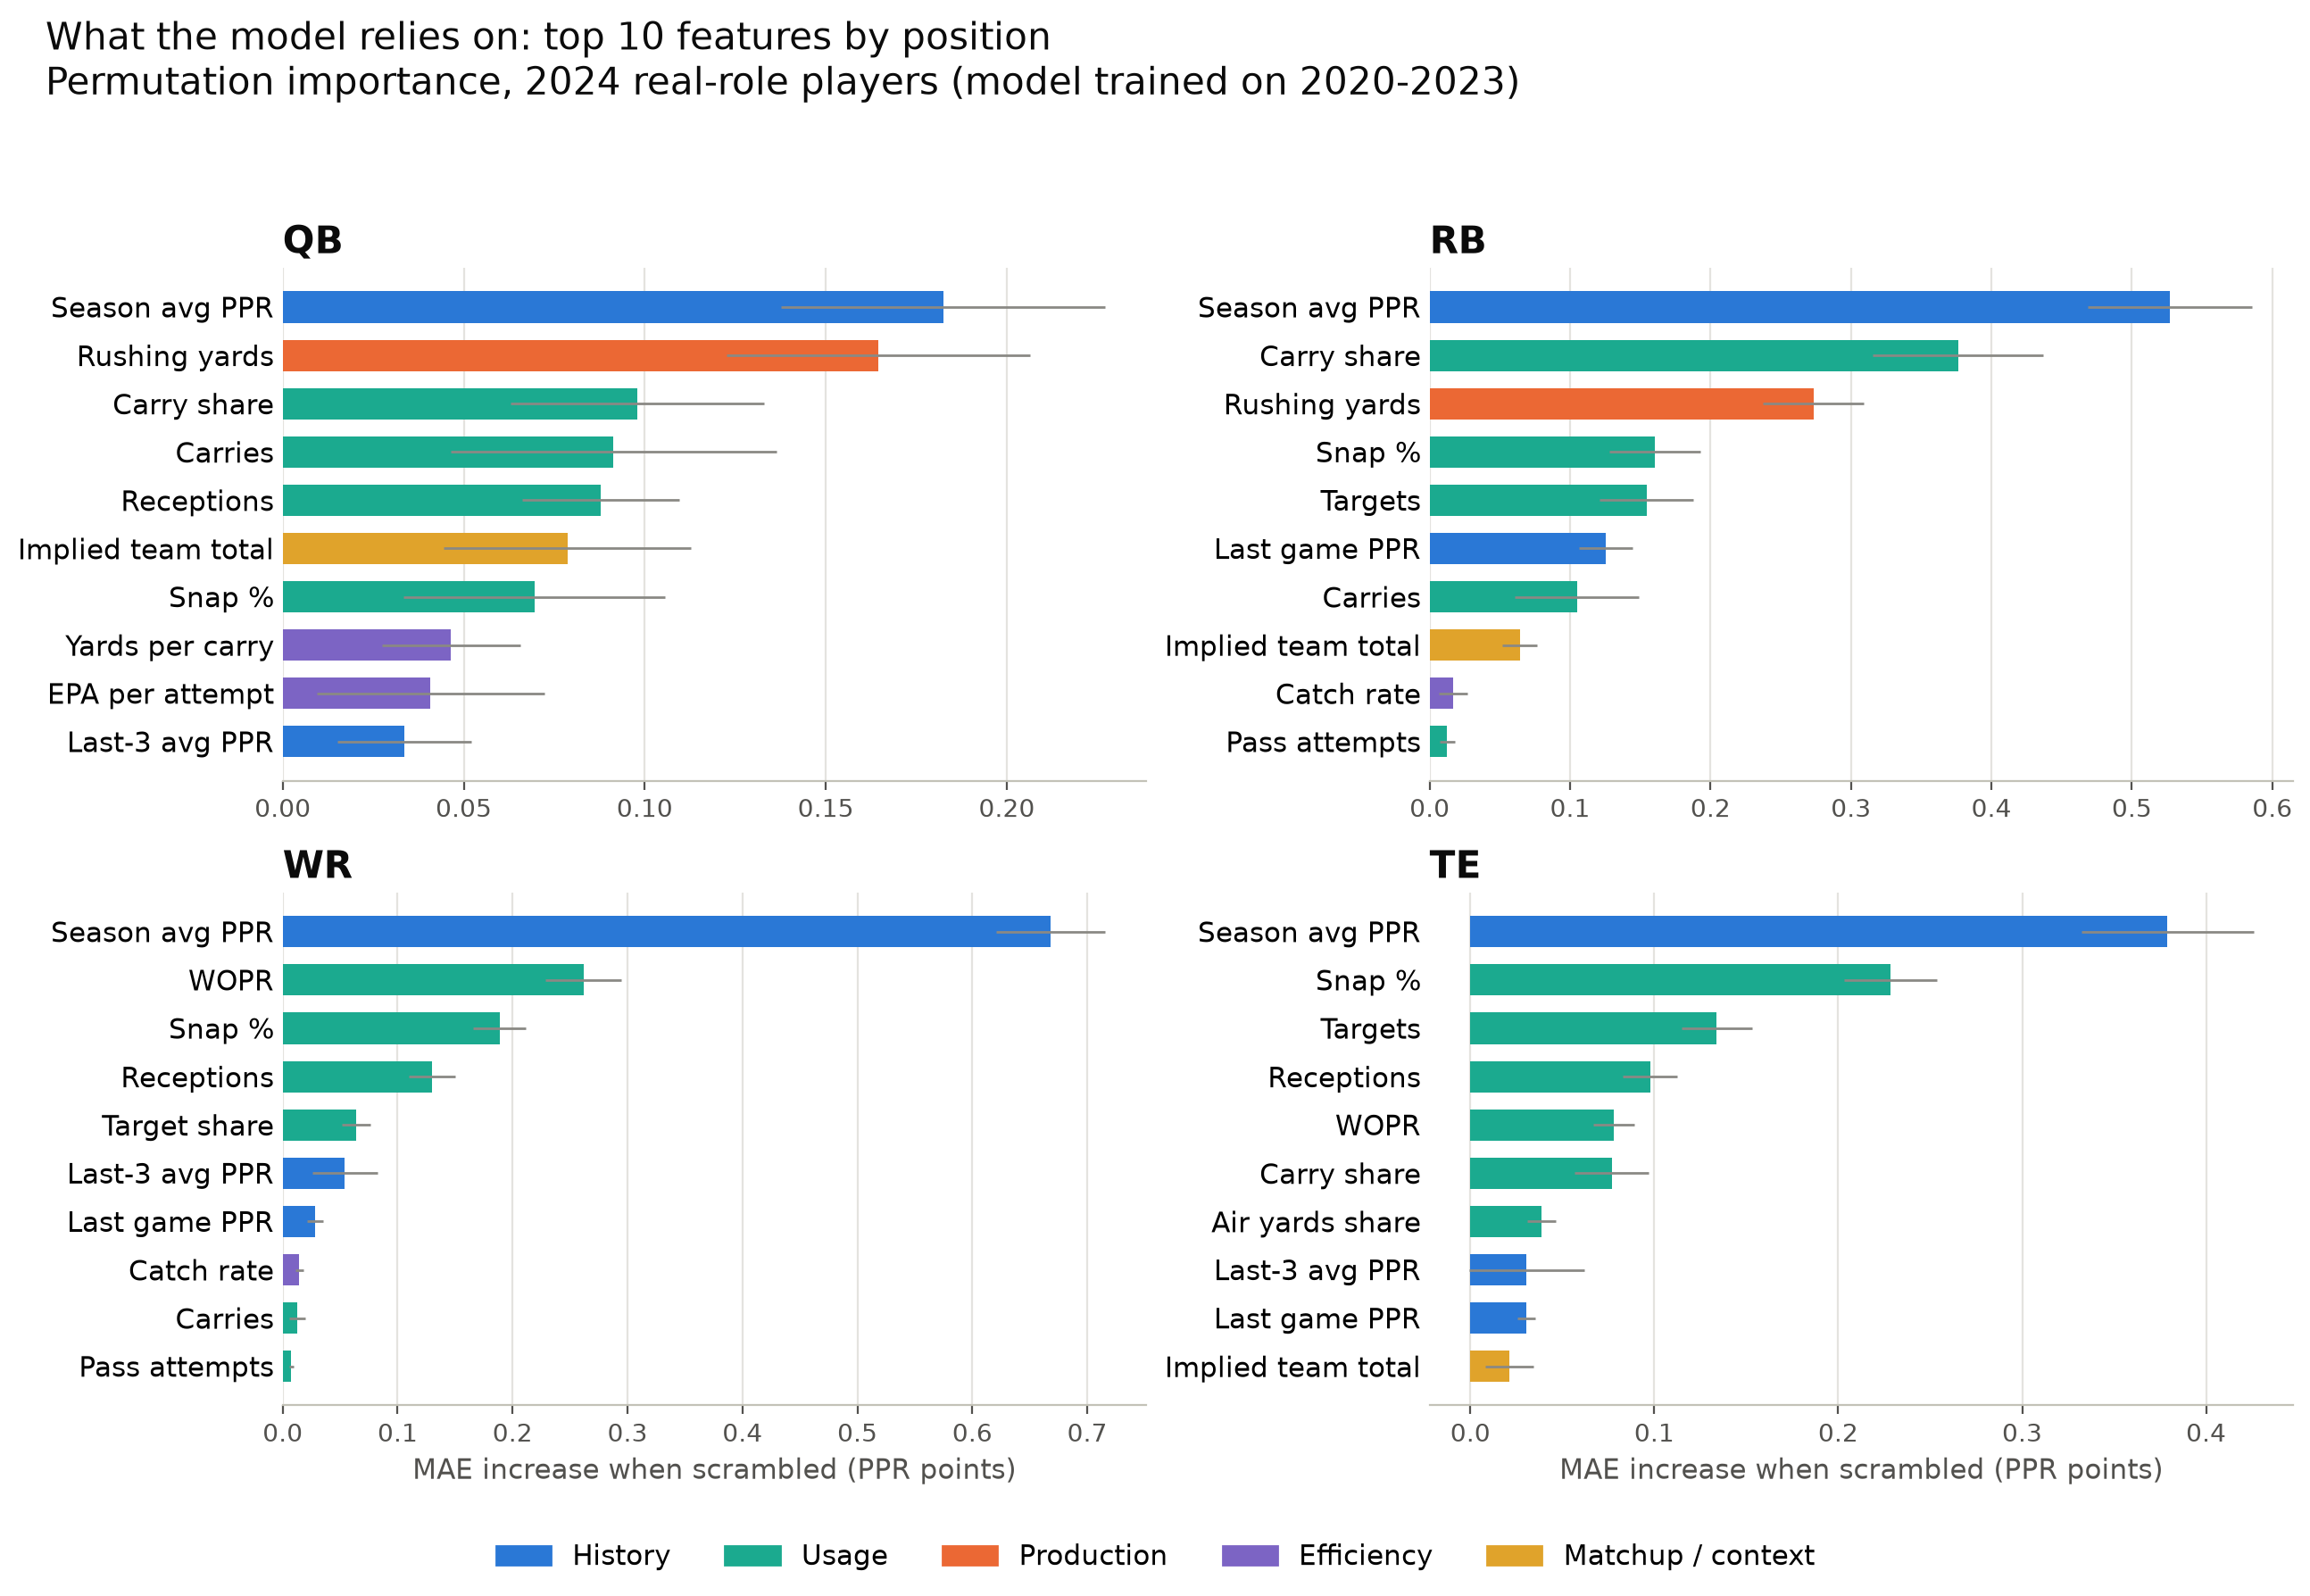 What the model relies on: top 10 features by position
Permutation importance, 2024 real-role players (model trained on 2020-2023)
QB
Season avg PPR
Rushing yards
Carry share
Carries
Receptions
Implied team total
Snap %
Yards per carry
EPA per attempt
Last-3 avg PPR
0.00 0.05 0.10 0.15 0.20
RB
Season avg PPR
Carry share
Rushing yards
Snap %
Targets
Last game PPR
Carries
Implied team total
Catch rate
Pass attempts
0.0 0.1 0.2 0.3 0.4 0.5 0.6
WR
Season avg PPR
WOPR
Snap %
Receptions
Target share
Last-3 avg PPR
Last game PPR
Catch rate
Carries
Pass attempts
0.0 0.1 0.2 0.3 0.4 0.5 0.6 0.7
MAE increase when scrambled (PPR points)
TE
Season avg PPR
Snap %
Targets
Receptions
WOPR
Carry share
Air yards share
Last-3 avg PPR
Last game PPR
Implied team total
0.0 0.1 0.2 0.3 0.4
MAE increase when scrambled (PPR points)
History Usage Production Efficiency Matchup / context